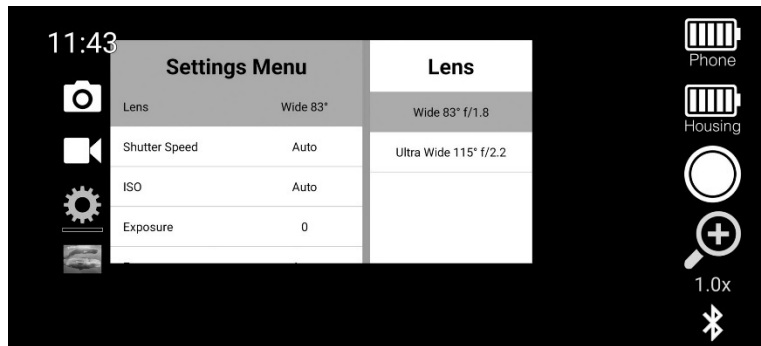 11:43
Settings Menu
Lens Wide 83°
Shutter Speed Auto
ISO Auto
Exposure 0
Lens
Wide 83° f/1.8
Ultra Wide 115° f/2.2
Phone
Housing
1.0x